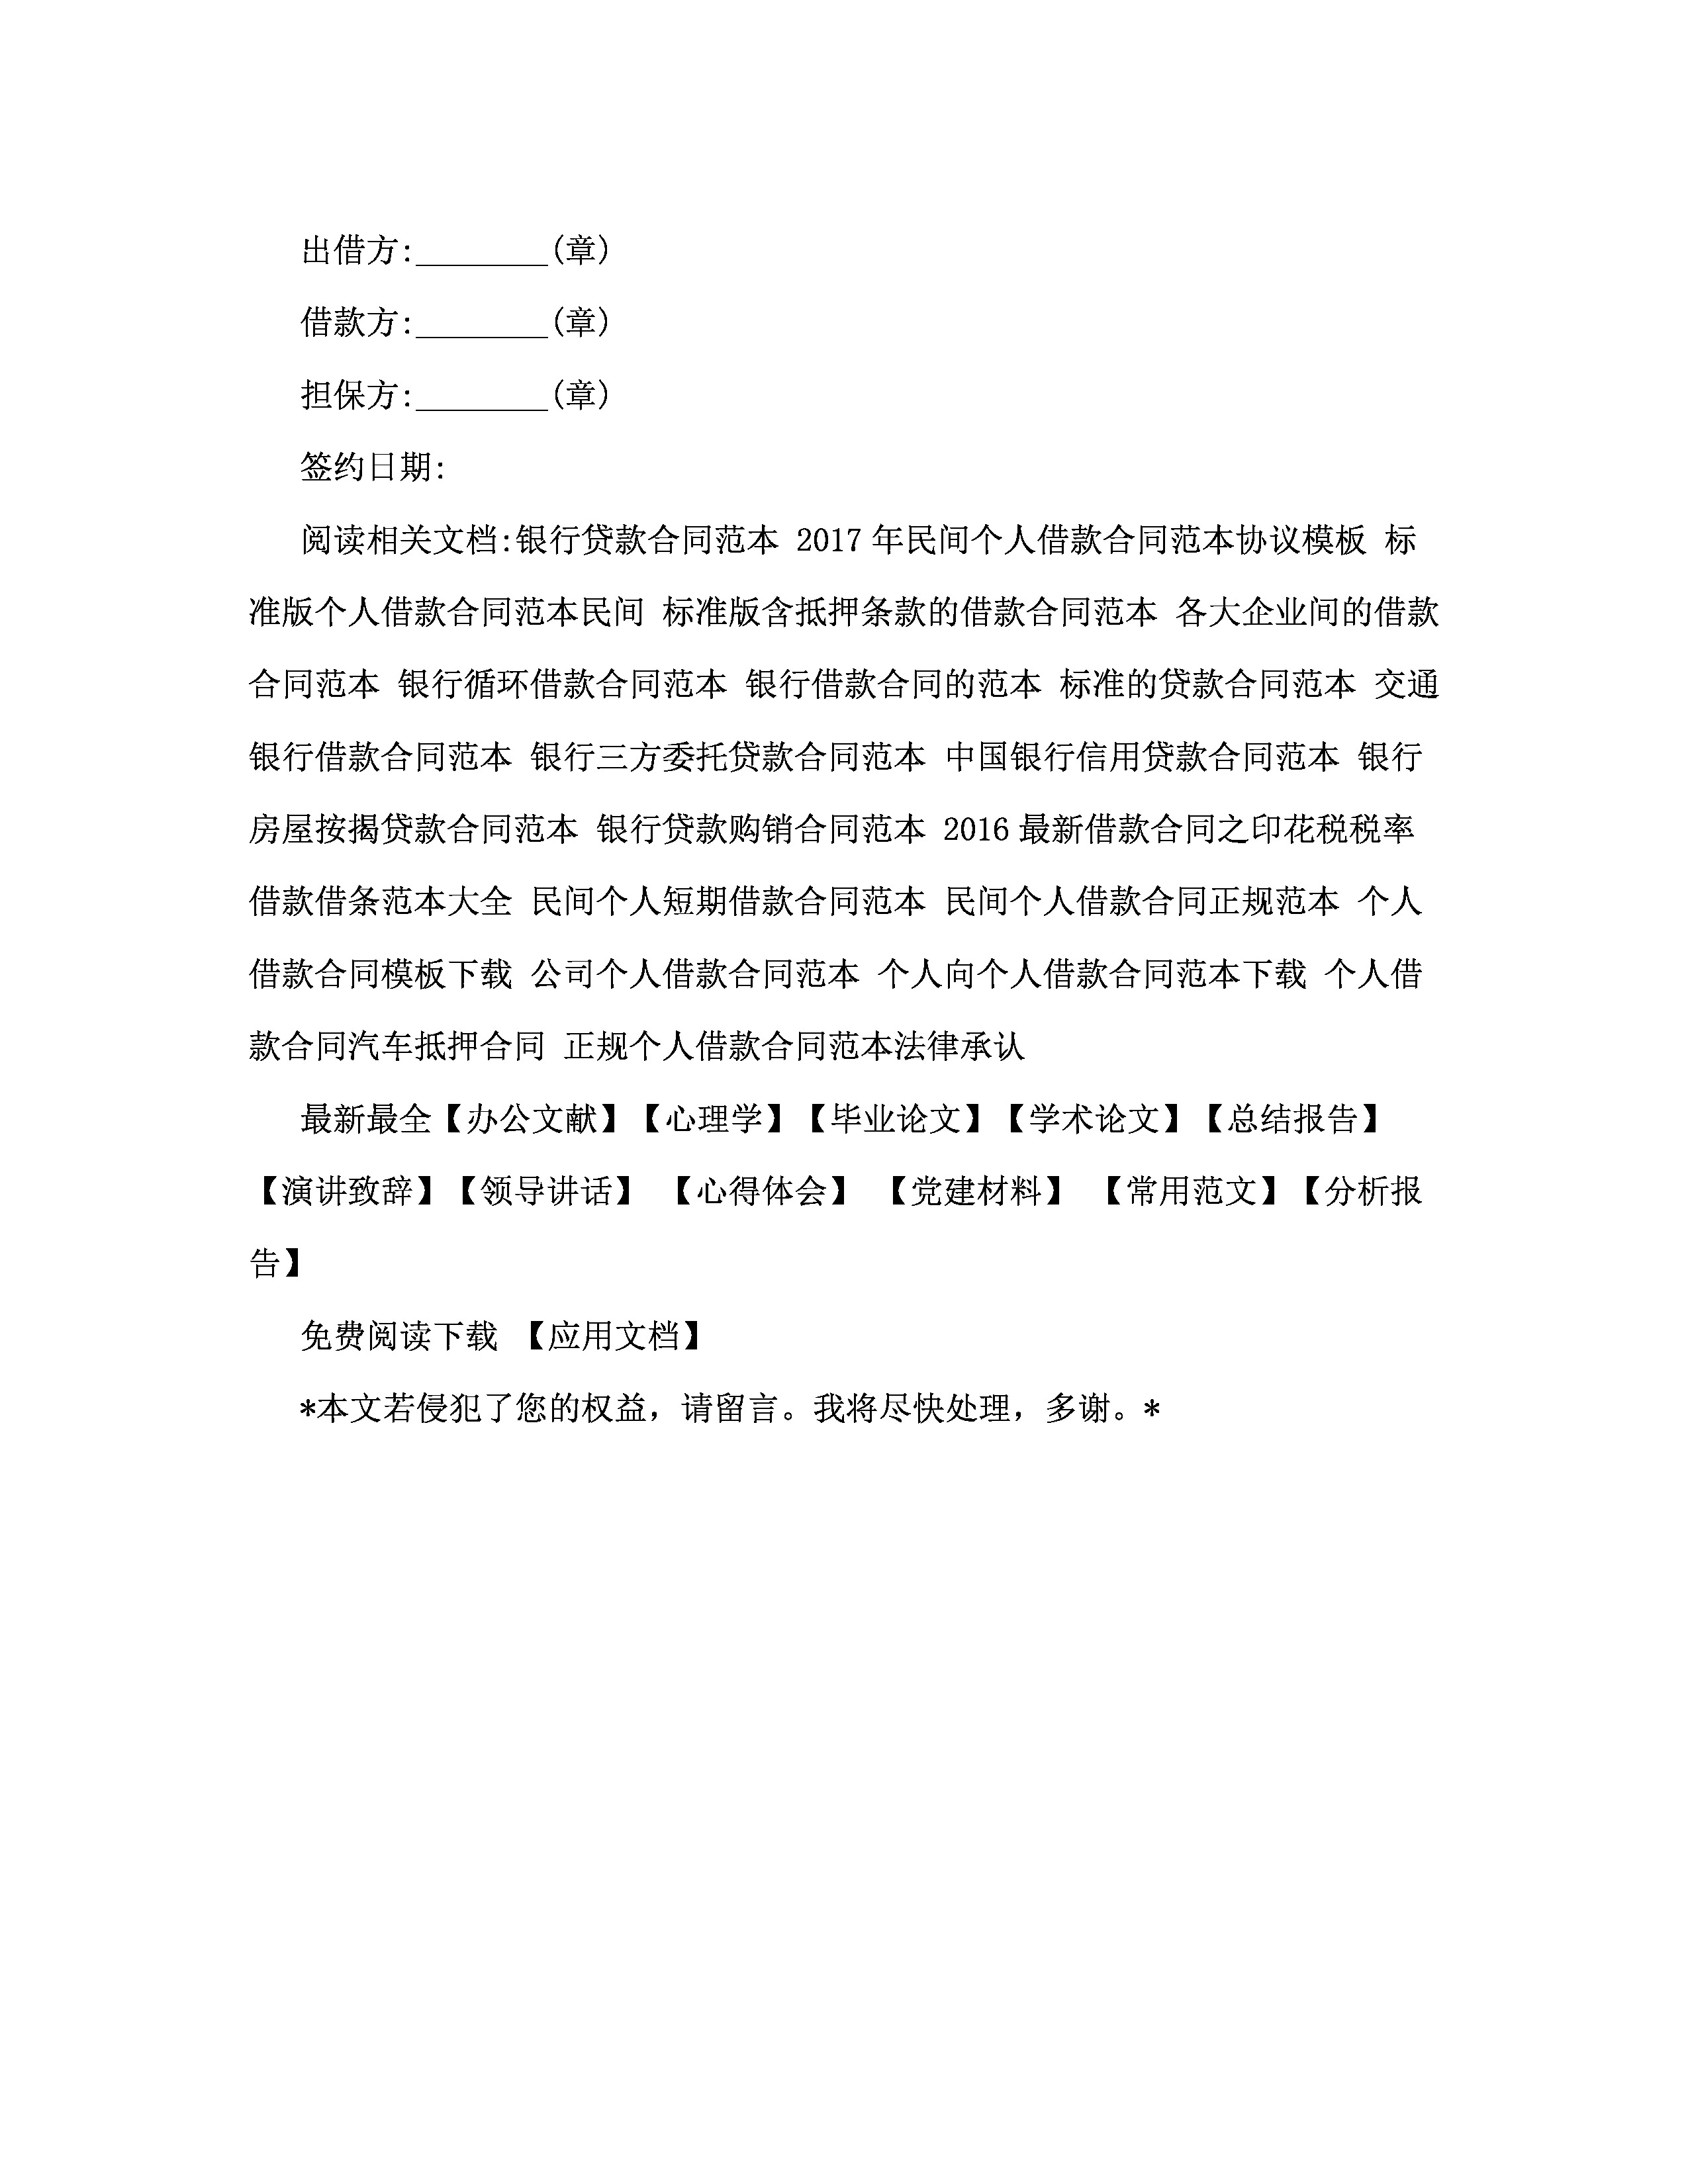 出借方:________(章)
借款方:________(章)
担保方:________(章)
签约日期:
阅读相关文档:银行贷款合同范本 2017年民间个人借款合同范本协议模板 标
准版个人借款合同范本民间 标准版含抵押条款的借款合同范本 各大企业间的借款
合同范本 银行循环借款合同范本 银行借款合同的范本 标准的贷款合同范本 交通
银行借款合同范本 银行三方委托贷款合同范本 中国银行信用贷款合同范本 银行
房屋按揭贷款合同范本 银行贷款购销合同范本 2016最新借款合同之印花税税率
借款借条范本大全 民间个人短期借款合同范本 民间个人借款合同正规范本 个人
借款合同模板下载 公司个人借款合同范本 个人向个人借款合同范本下载 个人借
款合同汽车抵押合同 正规个人借款合同范本法律承认
最新最全【办公文献】【心理学】【毕业论文】【学术论文】【总结报告】
【演讲致辞】【领导讲话】 【心得体会】 【党建材料】 【常用范文】【分析报
告】
免费阅读下载 【应用文档】
*本文若侵犯了您的权益，请留言。我将尽快处理，多谢。*